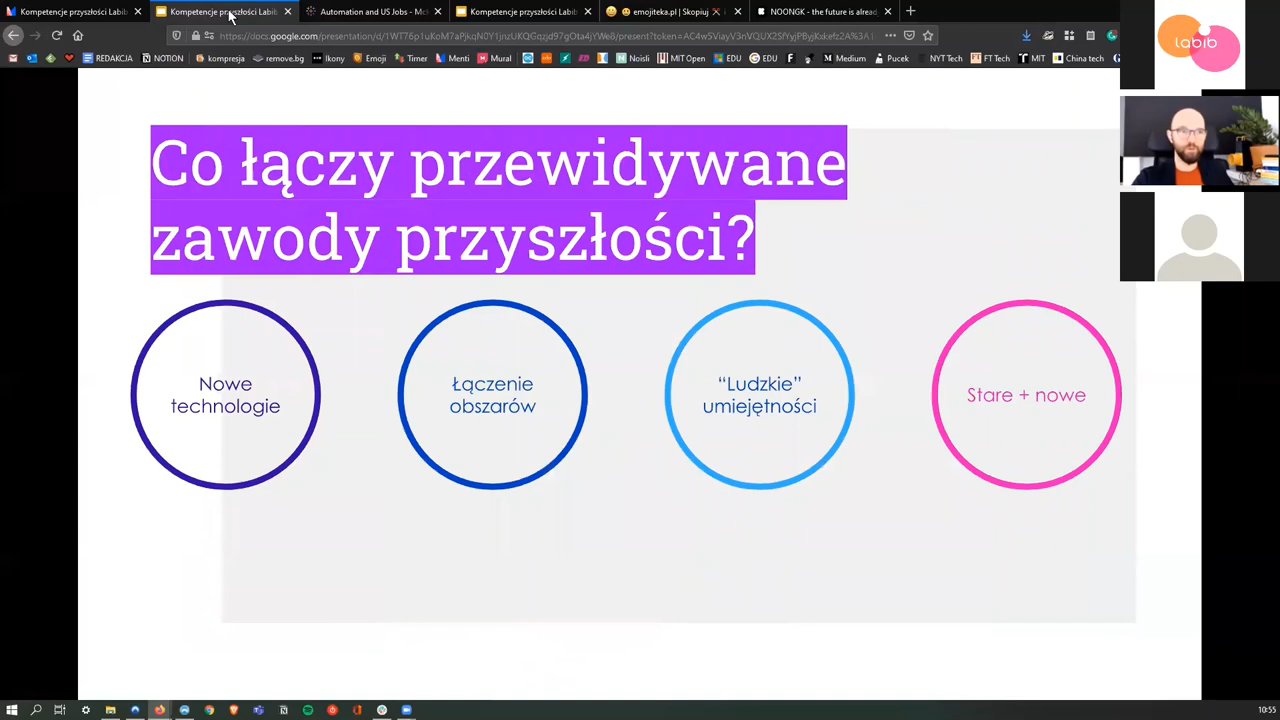 Kompetencje przyszłości Labib
Kompetencje przyszłości Labib
Automation and US Jobs - McK
Kompetencje przyszłości Labib
emojiteka.pl | Skopiuj
NOONGK - the future is alread
REDAKCJA
NOTION
kompresja
remove.bg
Ikony
Emoji
Timer
Menti
Mural
Noisli
MIT Open
EDU
EDU
Medium
Pucek
NYT Tech
FT Tech
MIT
China tech
labib
Co łączy przewidywane
zawody przyszłości?
Nowe
technologie
Łączenie
obszarów
“Ludzkie”
umiejętności
Stare + nowe
10:55